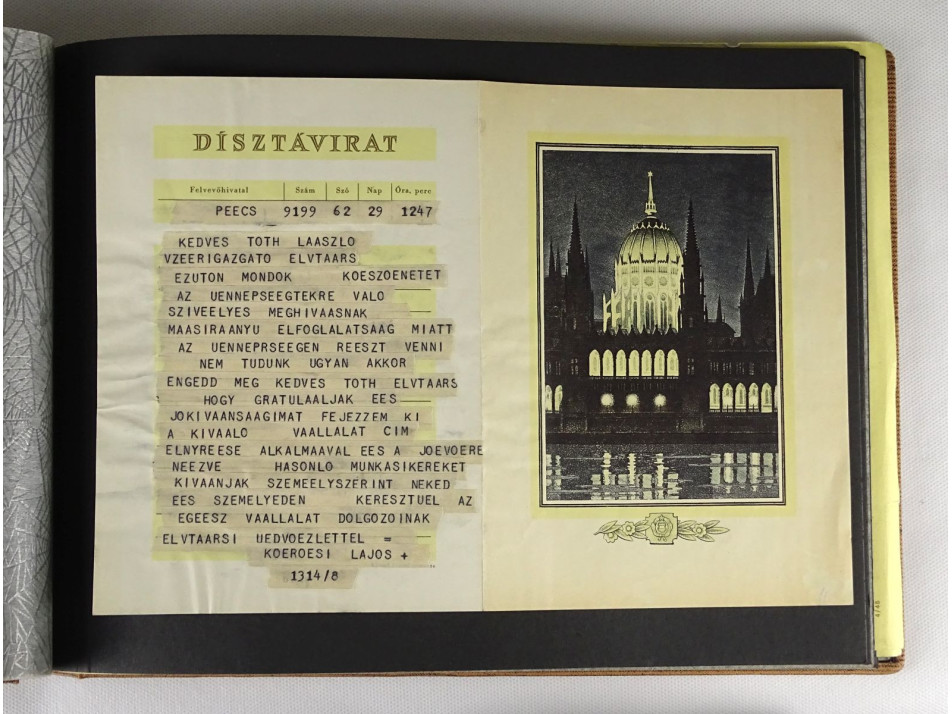 DÍSZTÁVIRAT
Felvevőhivatal Szám Szó Nap Óra, perc
PEECS 9199 62 29 1247
KEDVES TOTH LAASZLO
VZEERIGAZGATO ELVTAARS
EZUTON MONDOK KOESZOENETET
AZ UENNEPSEEGTEKRE VALO
SZIVEELYES MEGHIVAASNAK
MAASIRAANYU ELFOGLALATSAAG MIATT
AZ UENNEPRSEEGEN REESZT VENNI
NEM TUDUNK UGYAN AKKOR
ENGEDD MEG KEDVES TOTH ELVTAARS
HOGY GRATULAALJAK EES
JOKIVAANSAAGIMAT FEJEZZEM KI
A KIVAALO VAALLALAT CIM
ELNYREESE ALKALMAAVAL EES A JOEVOERE
NEEZVE HASONLO MUNKASIKEREKET
KIVAANJAK SZEMEELYSZERINT NEKED
EES SZEMELYEDEN KERESZTUEL AZ
EGEESZ VAALLALAT DOLGOZOINAK
ELVTAARSI UEDVOEZLETTEL =
KOEROESI LAJOS +
1314/8
4/48